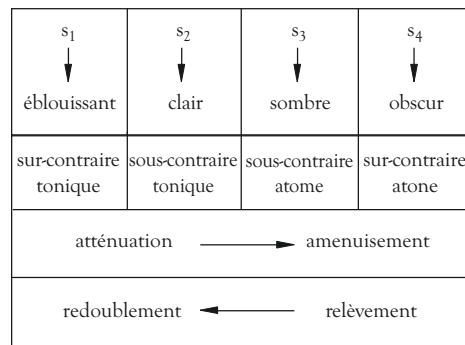 s1 s2 s3 s4
éblouissant clair sombre obscur
sur-contraire sous-contraire sous-contraire sur-contraire
tonique tonique atome atone
atténuation amenuisement
redoublement relèvement